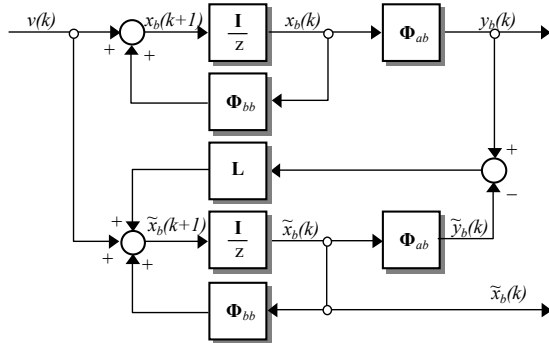 v(k) x_b(k+1) I/z x_b(k) Φ_ab y_b(k)
+ +
Φ_bb
L +
+ x̃_b(k+1) I/z x̃_b(k) Φ_ab ỹ_b(k) −
+ +
Φ_bb x̃_b(k)